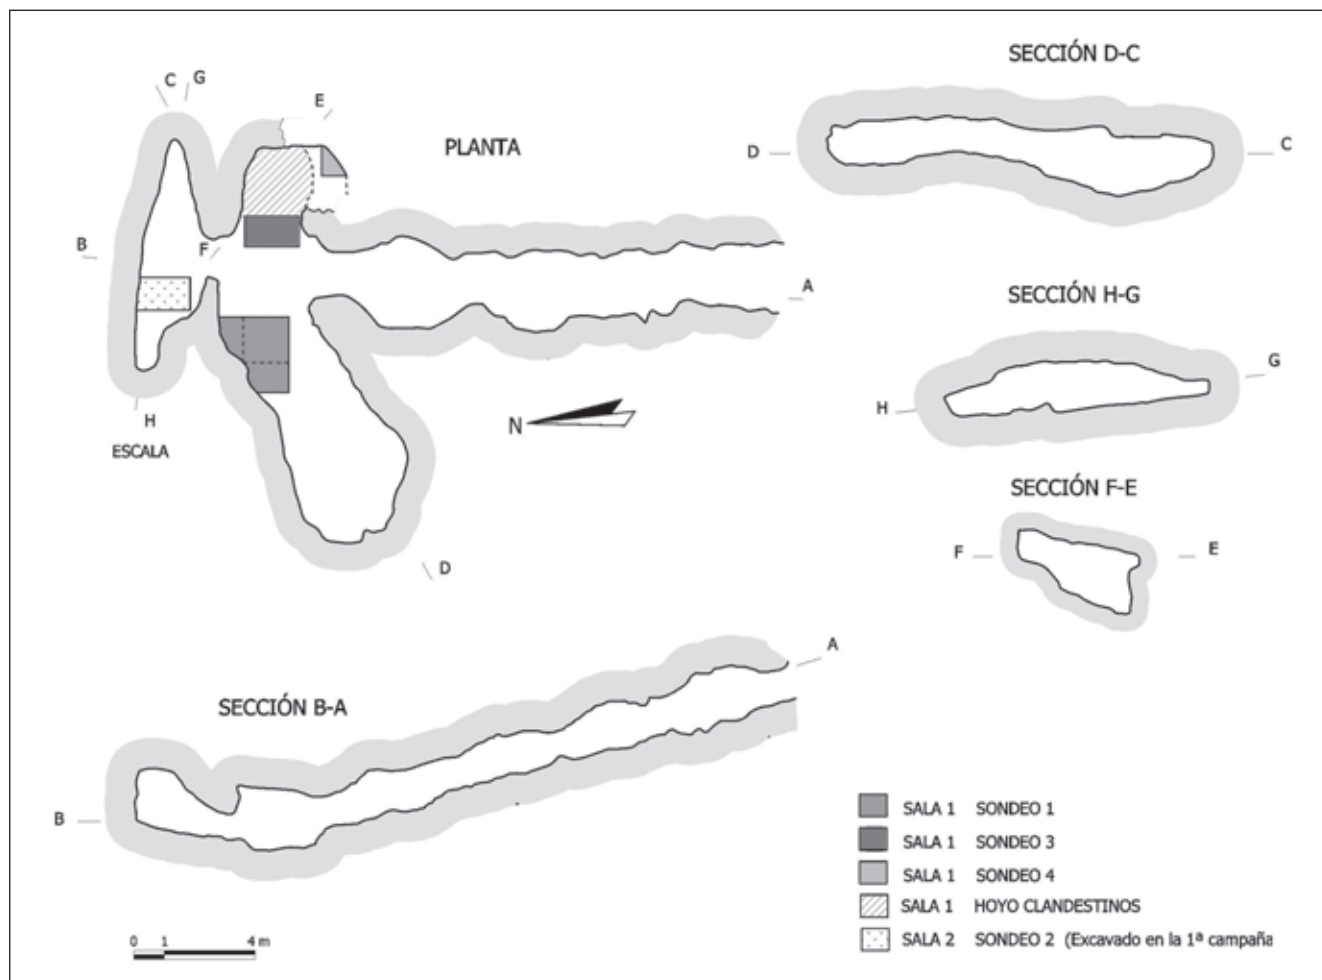 PLANTA
C
G
E
B
F
A
H
D
N
ESCALA
SECCIÓN D-C
D
C
SECCIÓN H-G
H
G
SECCIÓN F-E
F
E
SECCIÓN B-A
B
A
0 1 4 m
SALA 1 SONDEO 1
SALA 1 SONDEO 3
SALA 1 SONDEO 4
SALA 1 HOYO CLANDESTINOS
SALA 2 SONDEO 2 (Excavado en la 1ª campaña